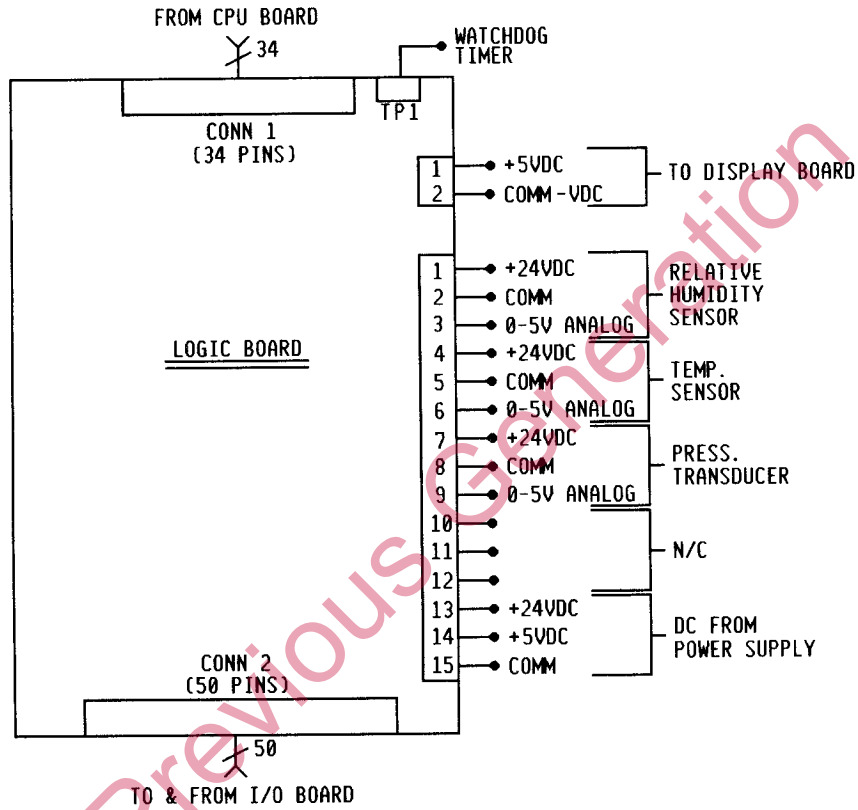 FROM CPU BOARD
34
WATCHDOG
TIMER
TP1
CONN 1
(34 PINS)
1 +5VDC
2 COMM-VDC
TO DISPLAY BOARD
1 +24VDC
2 COMM
3 0-5V ANALOG
RELATIVE
HUMIDITY
SENSOR
LOGIC BOARD
4 +24VDC
5 COMM
6 0-5V ANALOG
TEMP.
SENSOR
7 +24VDC
8 COMM
9 0-5V ANALOG
PRESS.
TRANSDUCER
10
11
12
N/C
13 +24VDC
14 +5VDC
15 COMM
DC FROM
POWER SUPPLY
CONN 2
(50 PINS)
50
TO & FROM I/O BOARD
Previous Generation